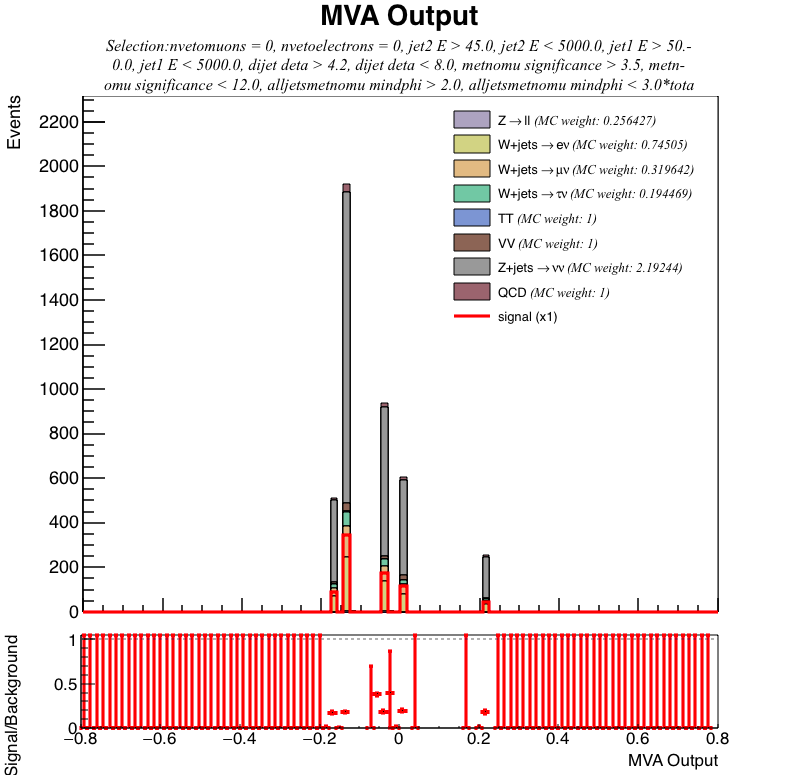 MVA Output
Selection:nvetomuons = 0, nvetoelectrons = 0, jet2 E > 45.0, jet2 E < 5000.0, jet1 E > 50.-
0.0, jet1 E < 5000.0, dijet deta > 4.2, dijet deta < 8.0, metnomu significance > 3.5, metn-
omu significance < 12.0, alljetsmetnomu mindphi > 2.0, alljetsmetnomu mindphi < 3.0*tota
Events
2200
2000
1800
1600
1400
1200
1000
800
600
400
200
0
Z→ll (MC weight: 0.256427)
W+jets→eν (MC weight: 0.74505)
W+jets→μν (MC weight: 0.319642)
W+jets→τν (MC weight: 0.194469)
TT (MC weight: 1)
VV (MC weight: 1)
Z+jets→νν (MC weight: 2.19244)
QCD (MC weight: 1)
signal (x1)
Signal/Background
1
0.5
0
−0.8 −0.6 −0.4 −0.2 0 0.2 0.4 0.6 0.8
MVA Output